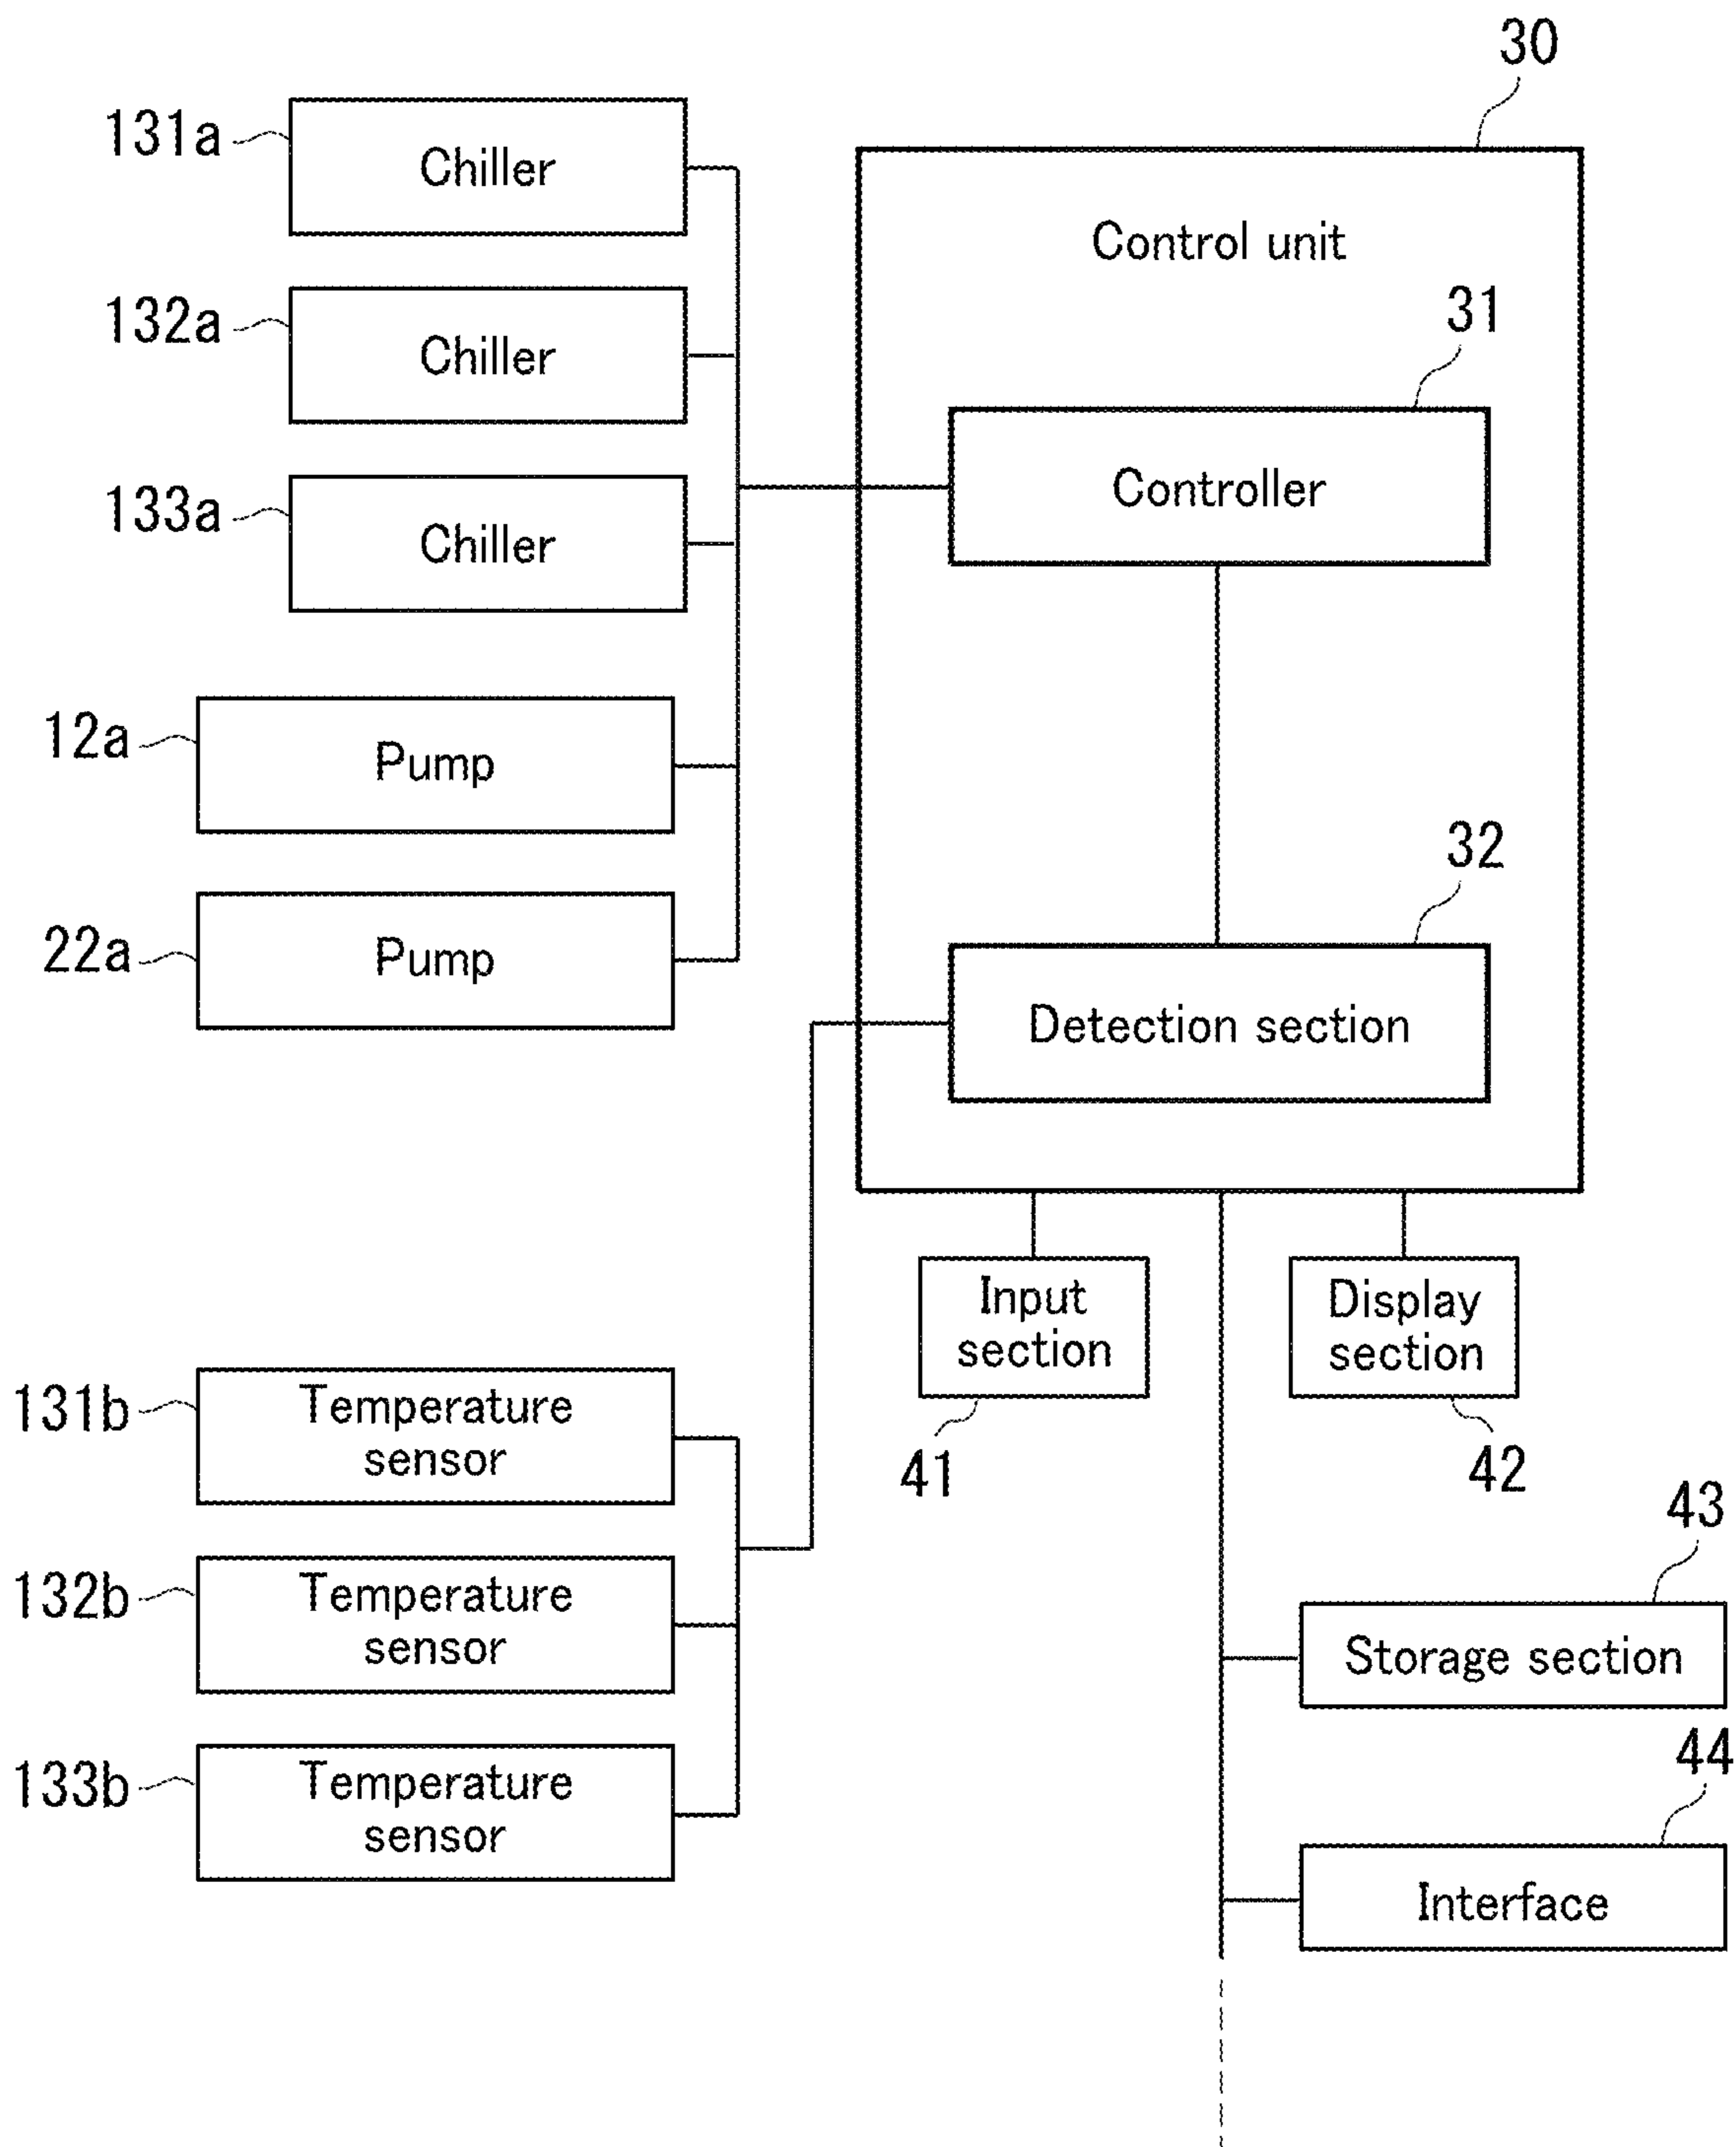 30
131a
Chiller
Control unit
132a
Chiller
31
133a
Chiller
Controller
12a
Pump
32
22a
Pump
Detection section
Input
section
Display
section
131b
Temperature
sensor
41
42
43
132b
Temperature
sensor
Storage section
44
133b
Temperature
sensor
Interface